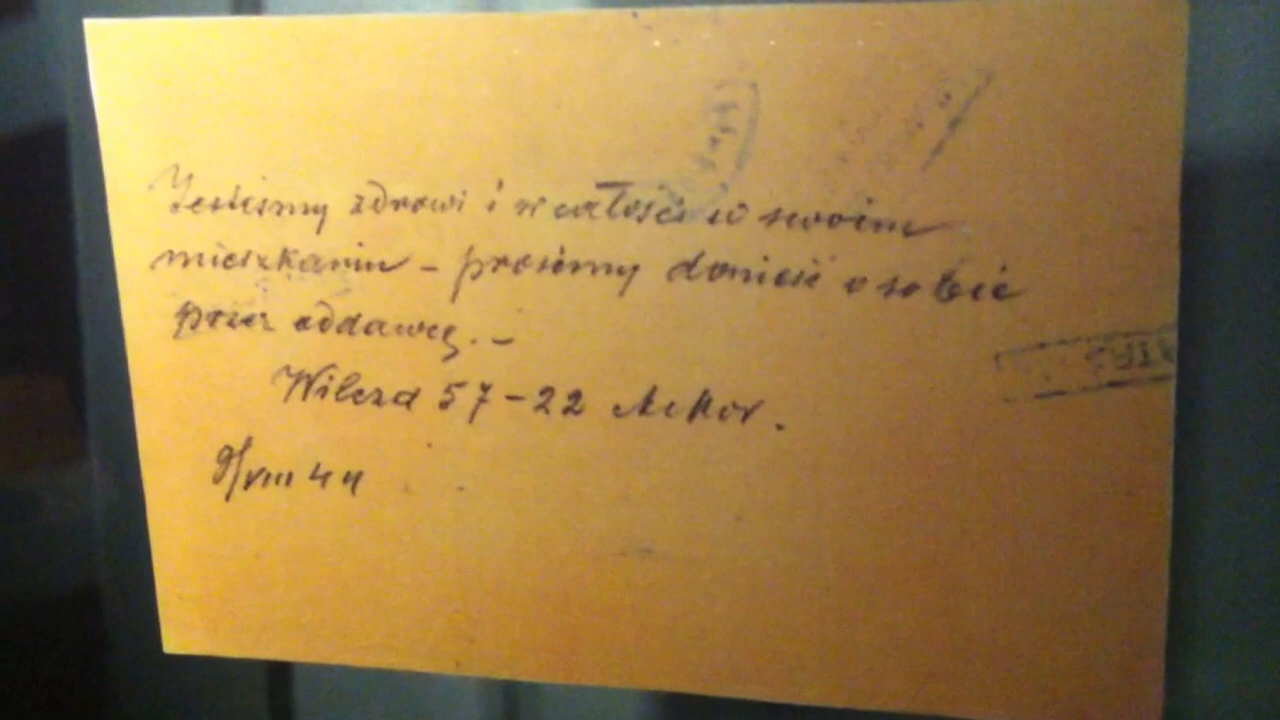 Jesteśmy zdrowi i w całości w swoim
mieszkaniu – prosimy donieść o sobie
przez oddawcę. –
Wilcza 57 – 22
9/VIII 44